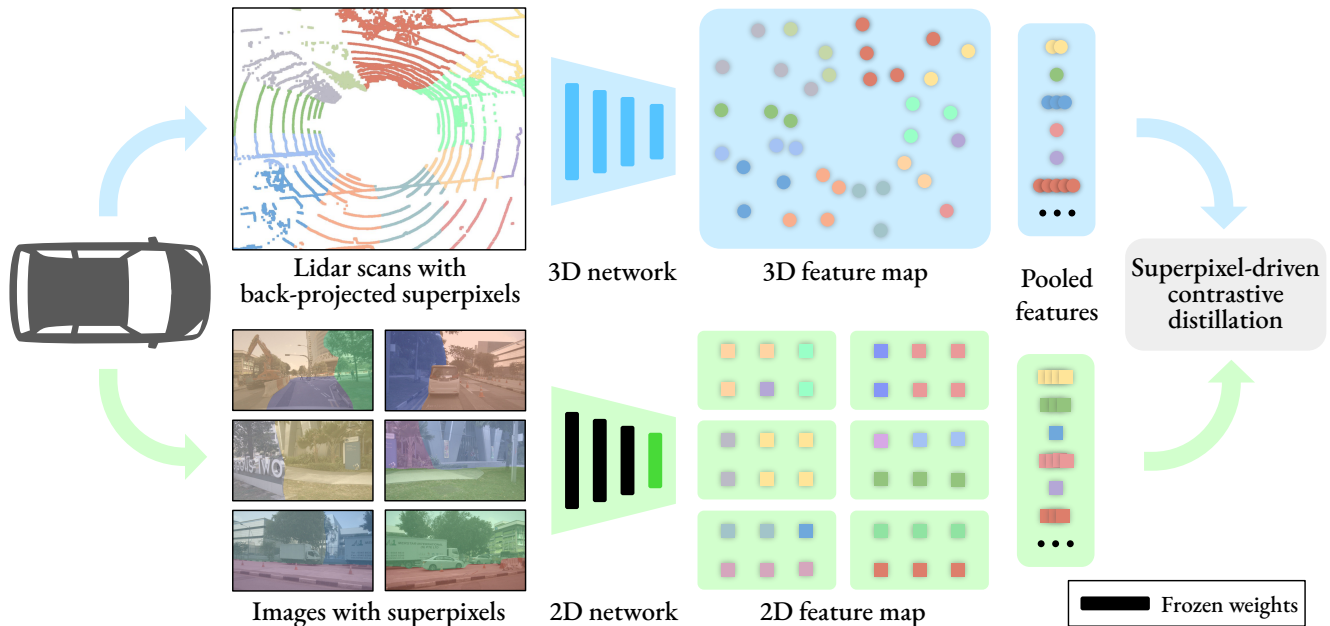 Lidar scans with
back-projected superpixels
3D network
3D feature map
Pooled
features
Superpixel-driven
contrastive
distillation
Images with superpixels
2D network
2D feature map
Frozen weights